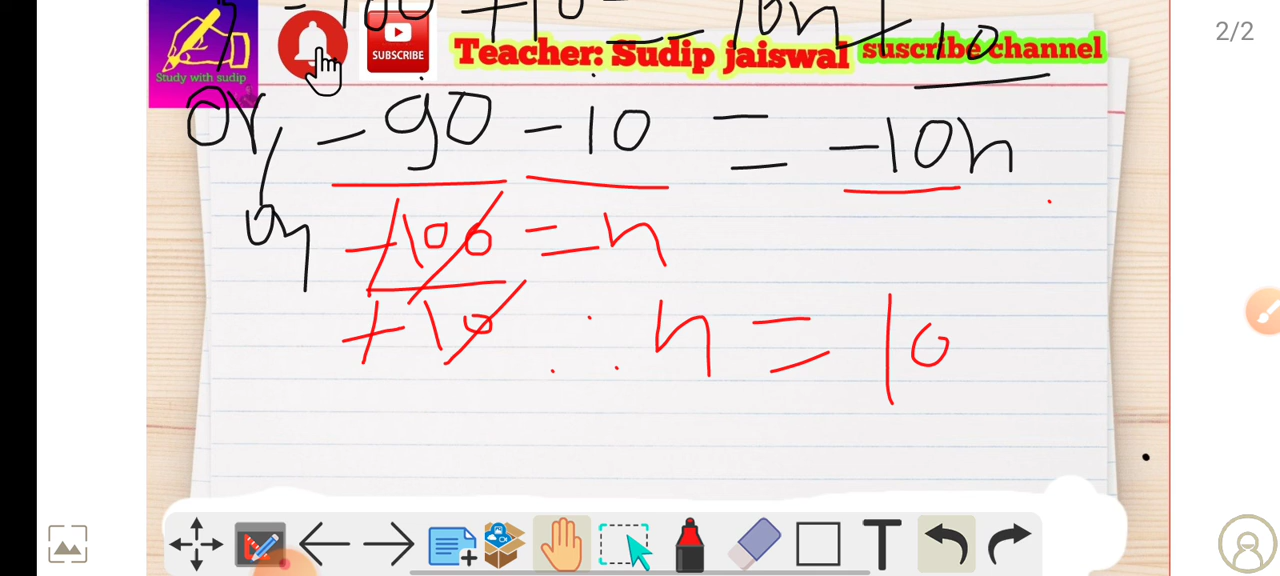 2/2
Study with sudip
SUBSCRIBE
Teacher: Sudip jaiswal
suscribe channel
10
or, - 90 - 10 = -10n
or -100 = n
+10 ∴ n = 10
T